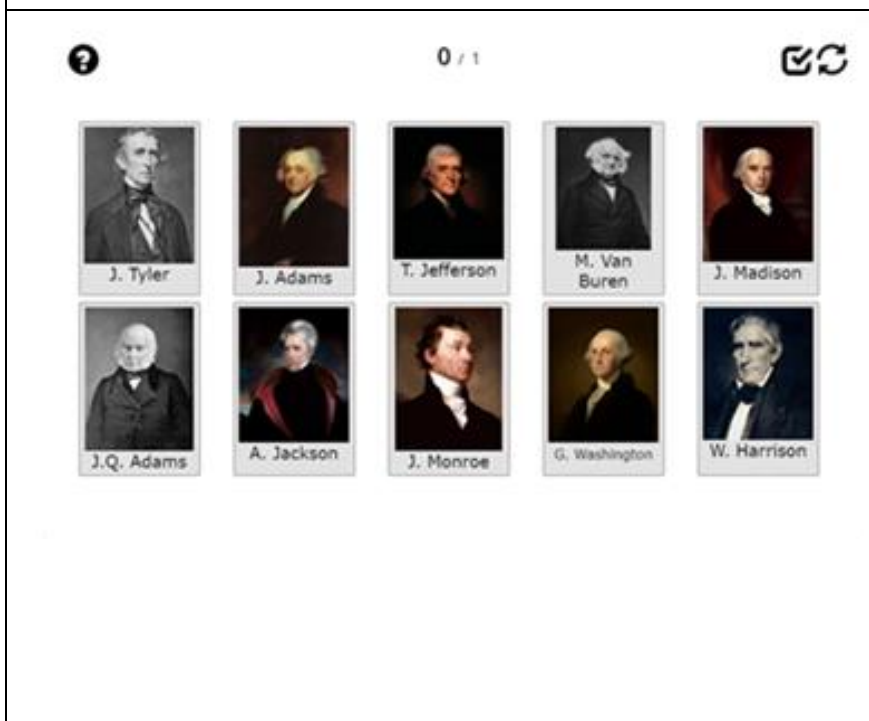 ?
0 / 1
J. Tyler
J. Adams
T. Jefferson
M. Van
Buren
J. Madison
J.Q. Adams
A. Jackson
J. Monroe
G. Washington
W. Harrison